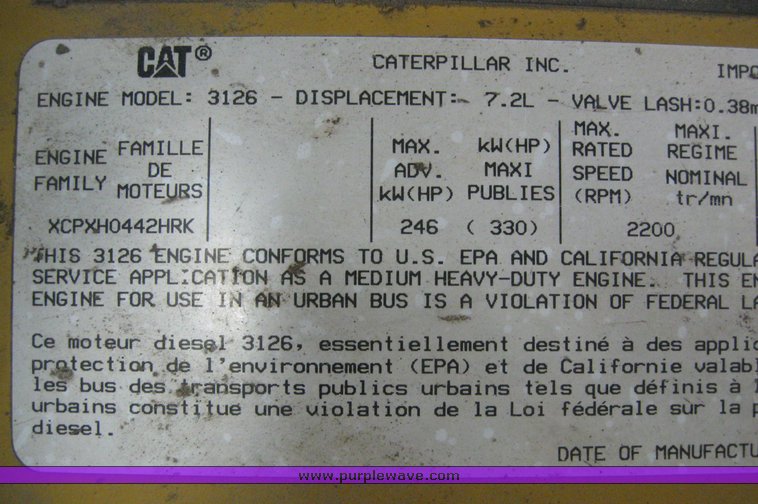 CAT® CATERPILLAR INC.
ENGINE MODEL: 3126 - DISPLACEMENT:- 7.2L - VALVE LASH:0.38
ENGINE FAMILY FAMILLE DE MOTEURS
MAX. ADV. kW(HP) kW(HP) MAXI PUBLIES
MAX. RATED SPEED (RPM) MAXI. REGIME NOMINAL tr/mn
XCPXH0442HRK 246 ( 330) 2200
THIS 3126 ENGINE CONFORMS TO U.S. EPA AND CALIFORNIA REGULA
SERVICE APPLICATION AS A MEDIUM HEAVY-DUTY ENGINE. THIS EN
ENGINE FOR USE IN AN URBAN BUS IS A VIOLATION OF FEDERAL LA
Ce moteur diesel 3126, essentiellement destiné à des applic
protection de l'environnement (EPA) et de Californie valabl
les bus des transports publics urbains tels que définis à
urbains constitue une violation de la Loi fédérale sur la
diesel.
DATE OF MANUFACTU
www.purplewave.com